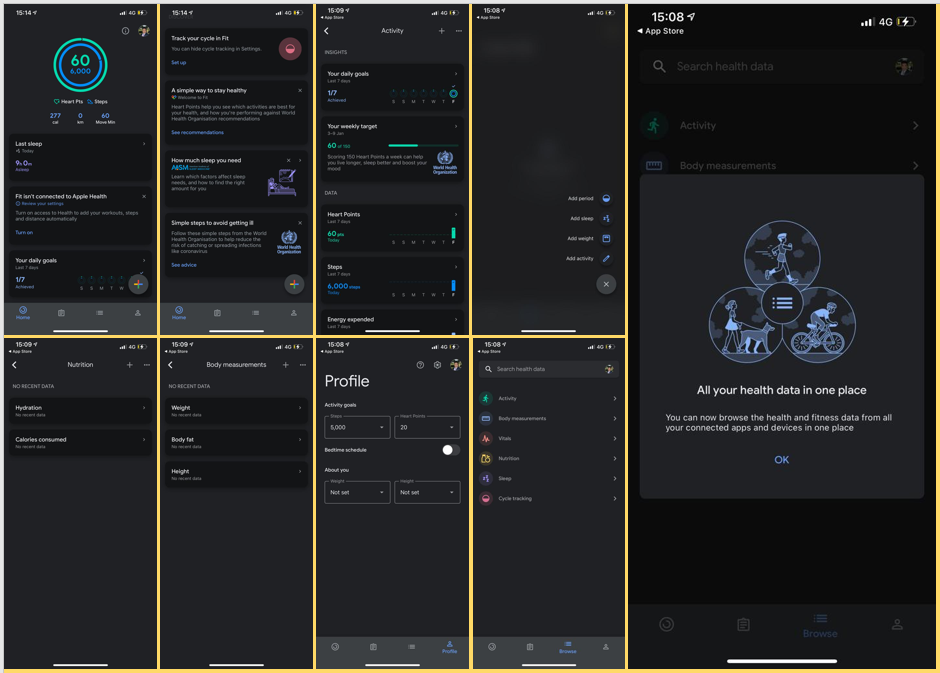 15:14
4G
60
6,000
Heart Pts
Steps
277
0
60
cal
km
Move Min
Last sleep
Today
9h 0m
Asleep
Fit isn't connected to Apple Health
Review your settings
Turn on access to Health to add your workouts, steps
and distance automatically
Turn on
Your daily goals
Last 7 days
1/7
Achieved
S S M T W
Home
15:14
4G
Track your cycle in Fit
You can hide cycle tracking in Settings.
Set up
A simple way to stay healthy
Welcome to Fit
Heart Points help you see which activities are best for
your health, and how you're performing against World
Health Organisation recommendations
See recommendations
How much sleep you need
AASM
Learn which factors affect sleep
needs, and how to find the right
amount for you
Simple steps to avoid getting ill
Follow these simple steps from the World
Health Organisation to help reduce the
risk of catching or spreading infections
like coronavirus
World Health
Organization
See advice
Home
15:09
4G
App Store
Activity
INSIGHTS
Your daily goals
Last 7 days
1/7
Achieved
S S M T W T F
Your weekly target
3–9 Jan
60 of 150
Scoring 150 Heart Points a week can help
you live longer, sleep better and boost your
mood
World Health
Organization
DATA
Heart Points
Last 7 days
60 pts
Today
S S M T W T F
Steps
Last 7 days
6,000 steps
Today
S S M T W T F
Energy expended
Last 7 days
15:08
4G
App Store
Add period
Add sleep
Add weight
Add activity
15:08
4G
App Store
Search health data
Activity
Body measurements
All your health data in one place
You can now browse the health and fitness data from all
your connected apps and devices in one place
OK
Browse
15:09
4G
App Store
Nutrition
NO RECENT DATA
Hydration
No recent data
Calories consumed
No recent data
15:09
4G
App Store
Body measurements
NO RECENT DATA
Weight
No recent data
Body fat
No recent data
Height
No recent data
15:08
4G
App Store
Profile
Activity goals
Steps
5,000
Heart Points
20
Bedtime schedule
About you
Weight
Not set
Height
Not set
Profile
15:08
4G
App Store
Search health data
Activity
Body measurements
Vitals
Nutrition
Sleep
Cycle tracking
Browse